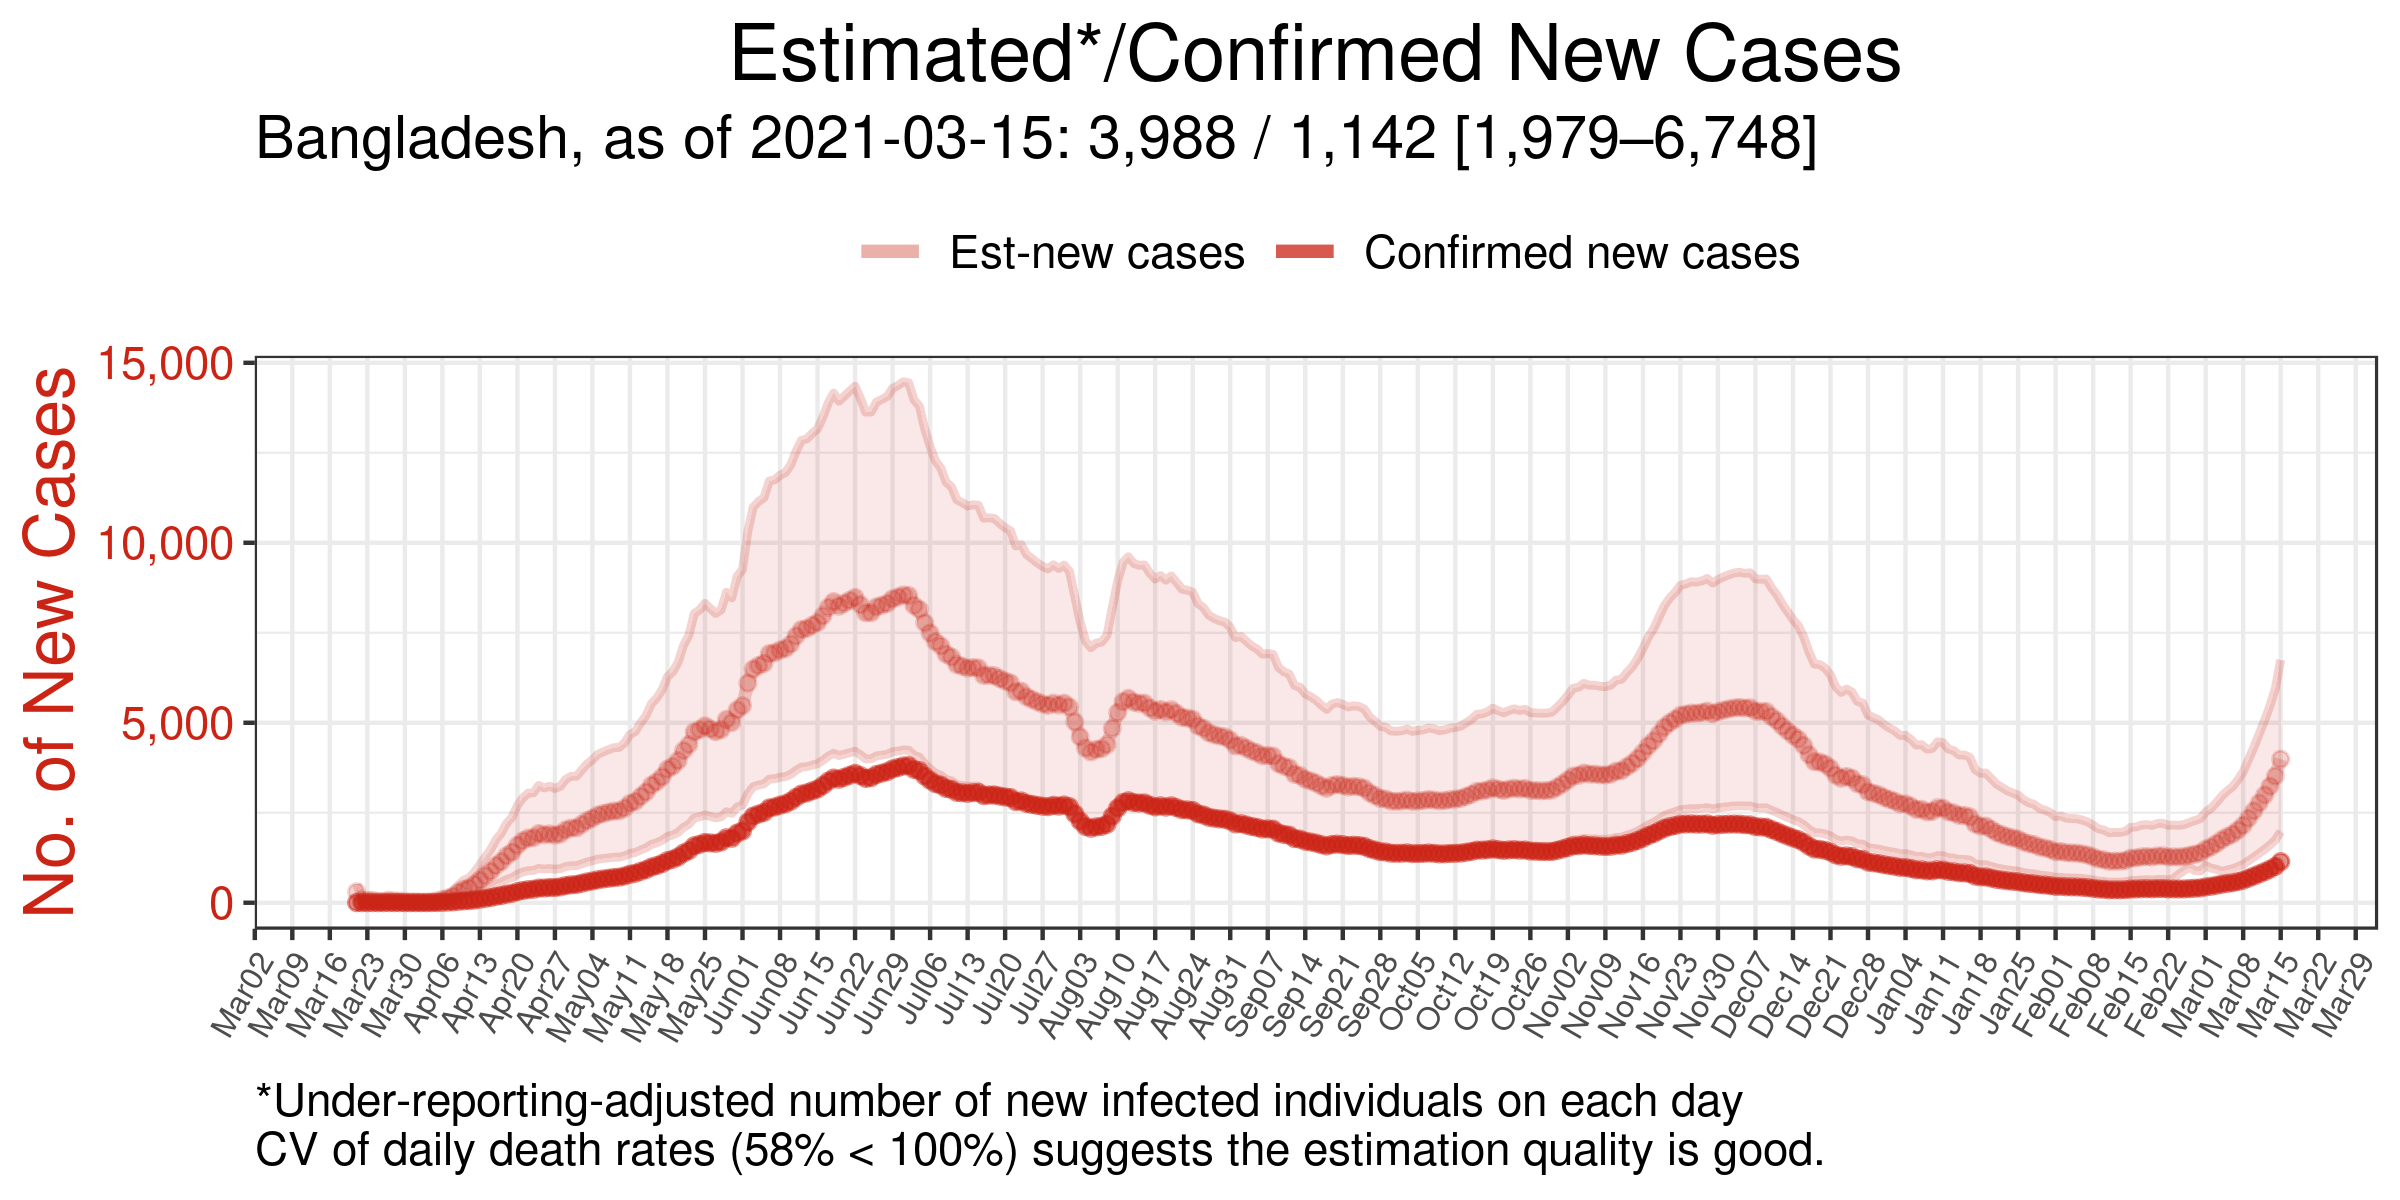 Estimated*/Confirmed New Cases
Bangladesh, as of 2021-03-15: 3,988 / 1,142 [1,979–6,748]
Est-new cases
Confirmed new cases
No. of New Cases
15,000
10,000
5,000
0
Mar02
Mar09
Mar16
Mar23
Mar30
Apr06
Apr13
Apr20
Apr27
May04
May11
May18
May25
Jun01
Jun08
Jun15
Jun22
Jun29
Jul06
Jul13
Jul20
Jul27
Aug03
Aug10
Aug17
Aug24
Aug31
Sep07
Sep14
Sep21
Sep28
Oct05
Oct12
Oct19
Oct26
Nov02
Nov09
Nov16
Nov23
Nov30
Dec07
Dec14
Dec21
Dec28
Jan04
Jan11
Jan18
Jan25
Feb01
Feb08
Feb15
Feb22
Mar01
Mar08
Mar15
Mar22
Mar29
*Under-reporting-adjusted number of new infected individuals on each day
CV of daily death rates (58% < 100%) suggests the estimation quality is good.